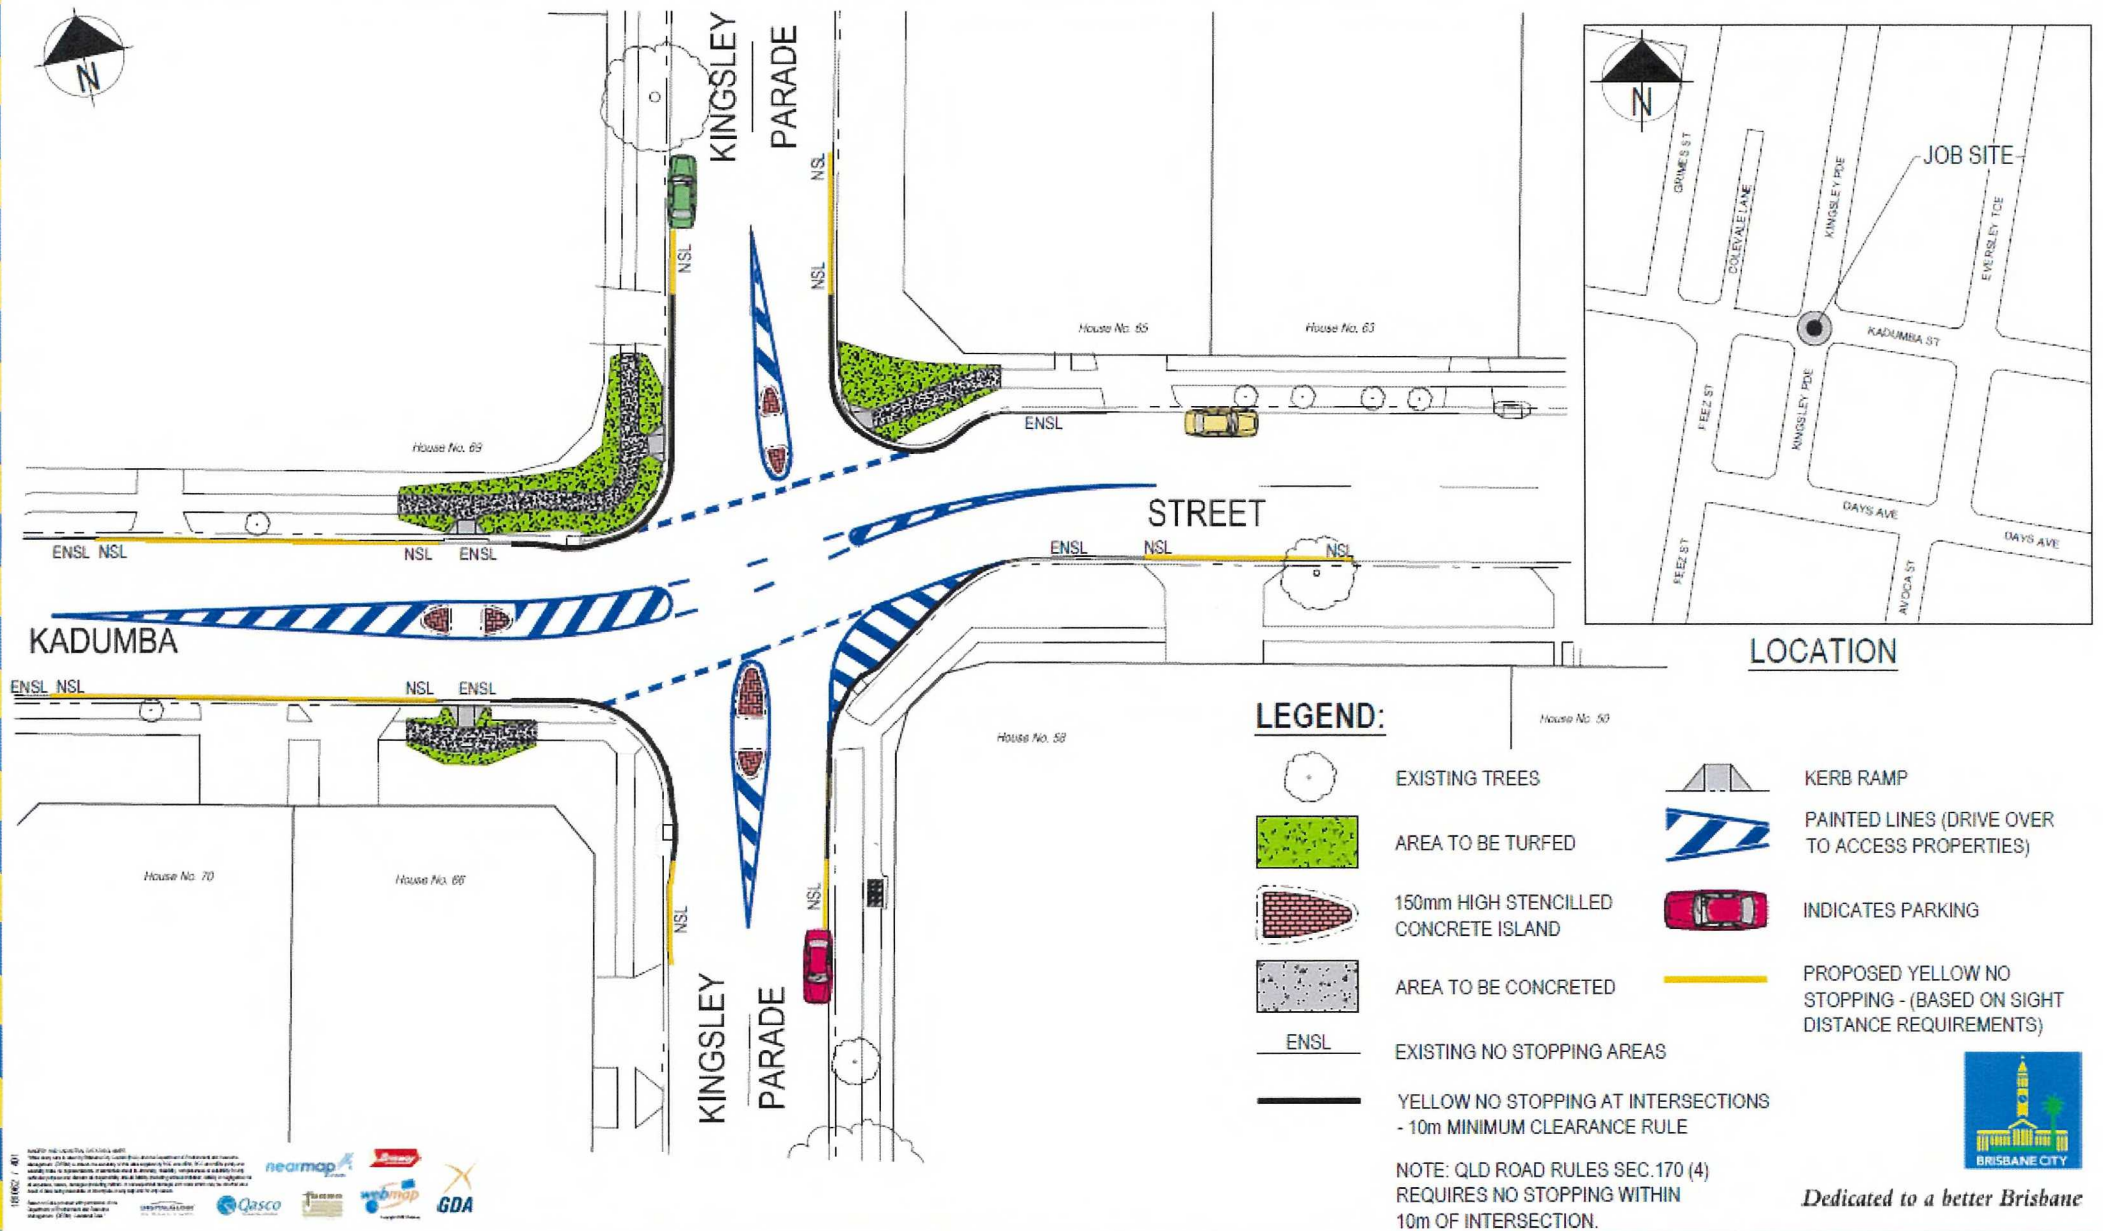 N
KINGSLEY
PARADE
NSL
NSL
NSL
House No. 65
House No. 63
House No. 69
ENSL
ENSL NSL
NSL
ENSL
STREET
ENSL
NSL
NSL
KADUMBA
ENSL NSL
NSL
ENSL
House No. 58
House No. 50
House No. 70
House No. 66
NSL
NSL
KINGSLEY
PARADE
N
JOB SITE
GRIMES ST
COLEVALE LANE
KINGSLEY PDE
EVERSLEY TCE
KADUMBA ST
FEEZ ST
KINGSLEY PDE
DAYS AVE
DAYS AVE
FEEZ ST
AVOCA ST
LOCATION
LEGEND:
EXISTING TREES
AREA TO BE TURFED
150mm HIGH STENCILLED
CONCRETE ISLAND
AREA TO BE CONCRETED
ENSL
EXISTING NO STOPPING AREAS
YELLOW NO STOPPING AT INTERSECTIONS
- 10m MINIMUM CLEARANCE RULE
NOTE: QLD ROAD RULES SEC.170 (4)
REQUIRES NO STOPPING WITHIN
10m OF INTERSECTION.
KERB RAMP
PAINTED LINES (DRIVE OVER
TO ACCESS PROPERTIES)
INDICATES PARKING
PROPOSED YELLOW NO
STOPPING - (BASED ON SIGHT
DISTANCE REQUIREMENTS)
BRISBANE CITY
Dedicated to a better Brisbane
nearmap
Qasco
webmap
GDA